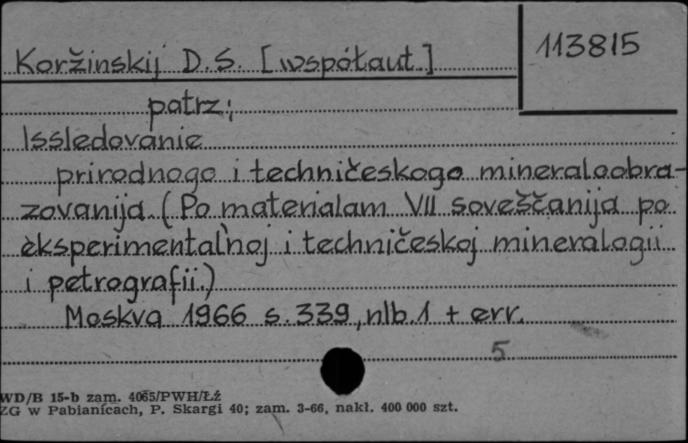 113815
Koržinskij D.S. [współaut.]
patrz:
Issledovanie
prirodnogo i techničeskogo mineraloobra-
zovanija. (Po materialam VII soveščanija po
èksperimental'noj i techničeskoj mineralogii
i petrografii.)
Moskva 1966 s. 339, nlb. 1 + err.
5
WD/B 15-b zam. 4065/PWH/Łź
ZG w Pabianicach, P. Skargi 40; zam. 3-66, nakł. 400 000 szt.